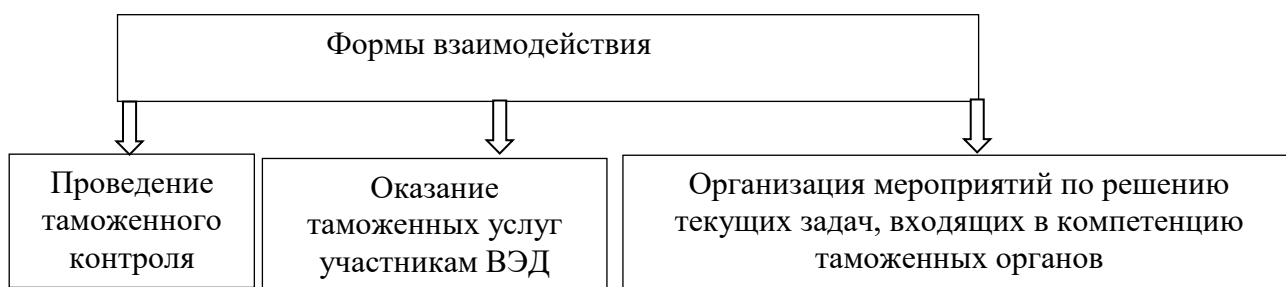 Формы взаимодействия
Проведение
таможенного
контроля
Оказание
таможенных услуг
участникам ВЭД
Организация мероприятий по решению
текущих задач, входящих в компетенцию
таможенных органов